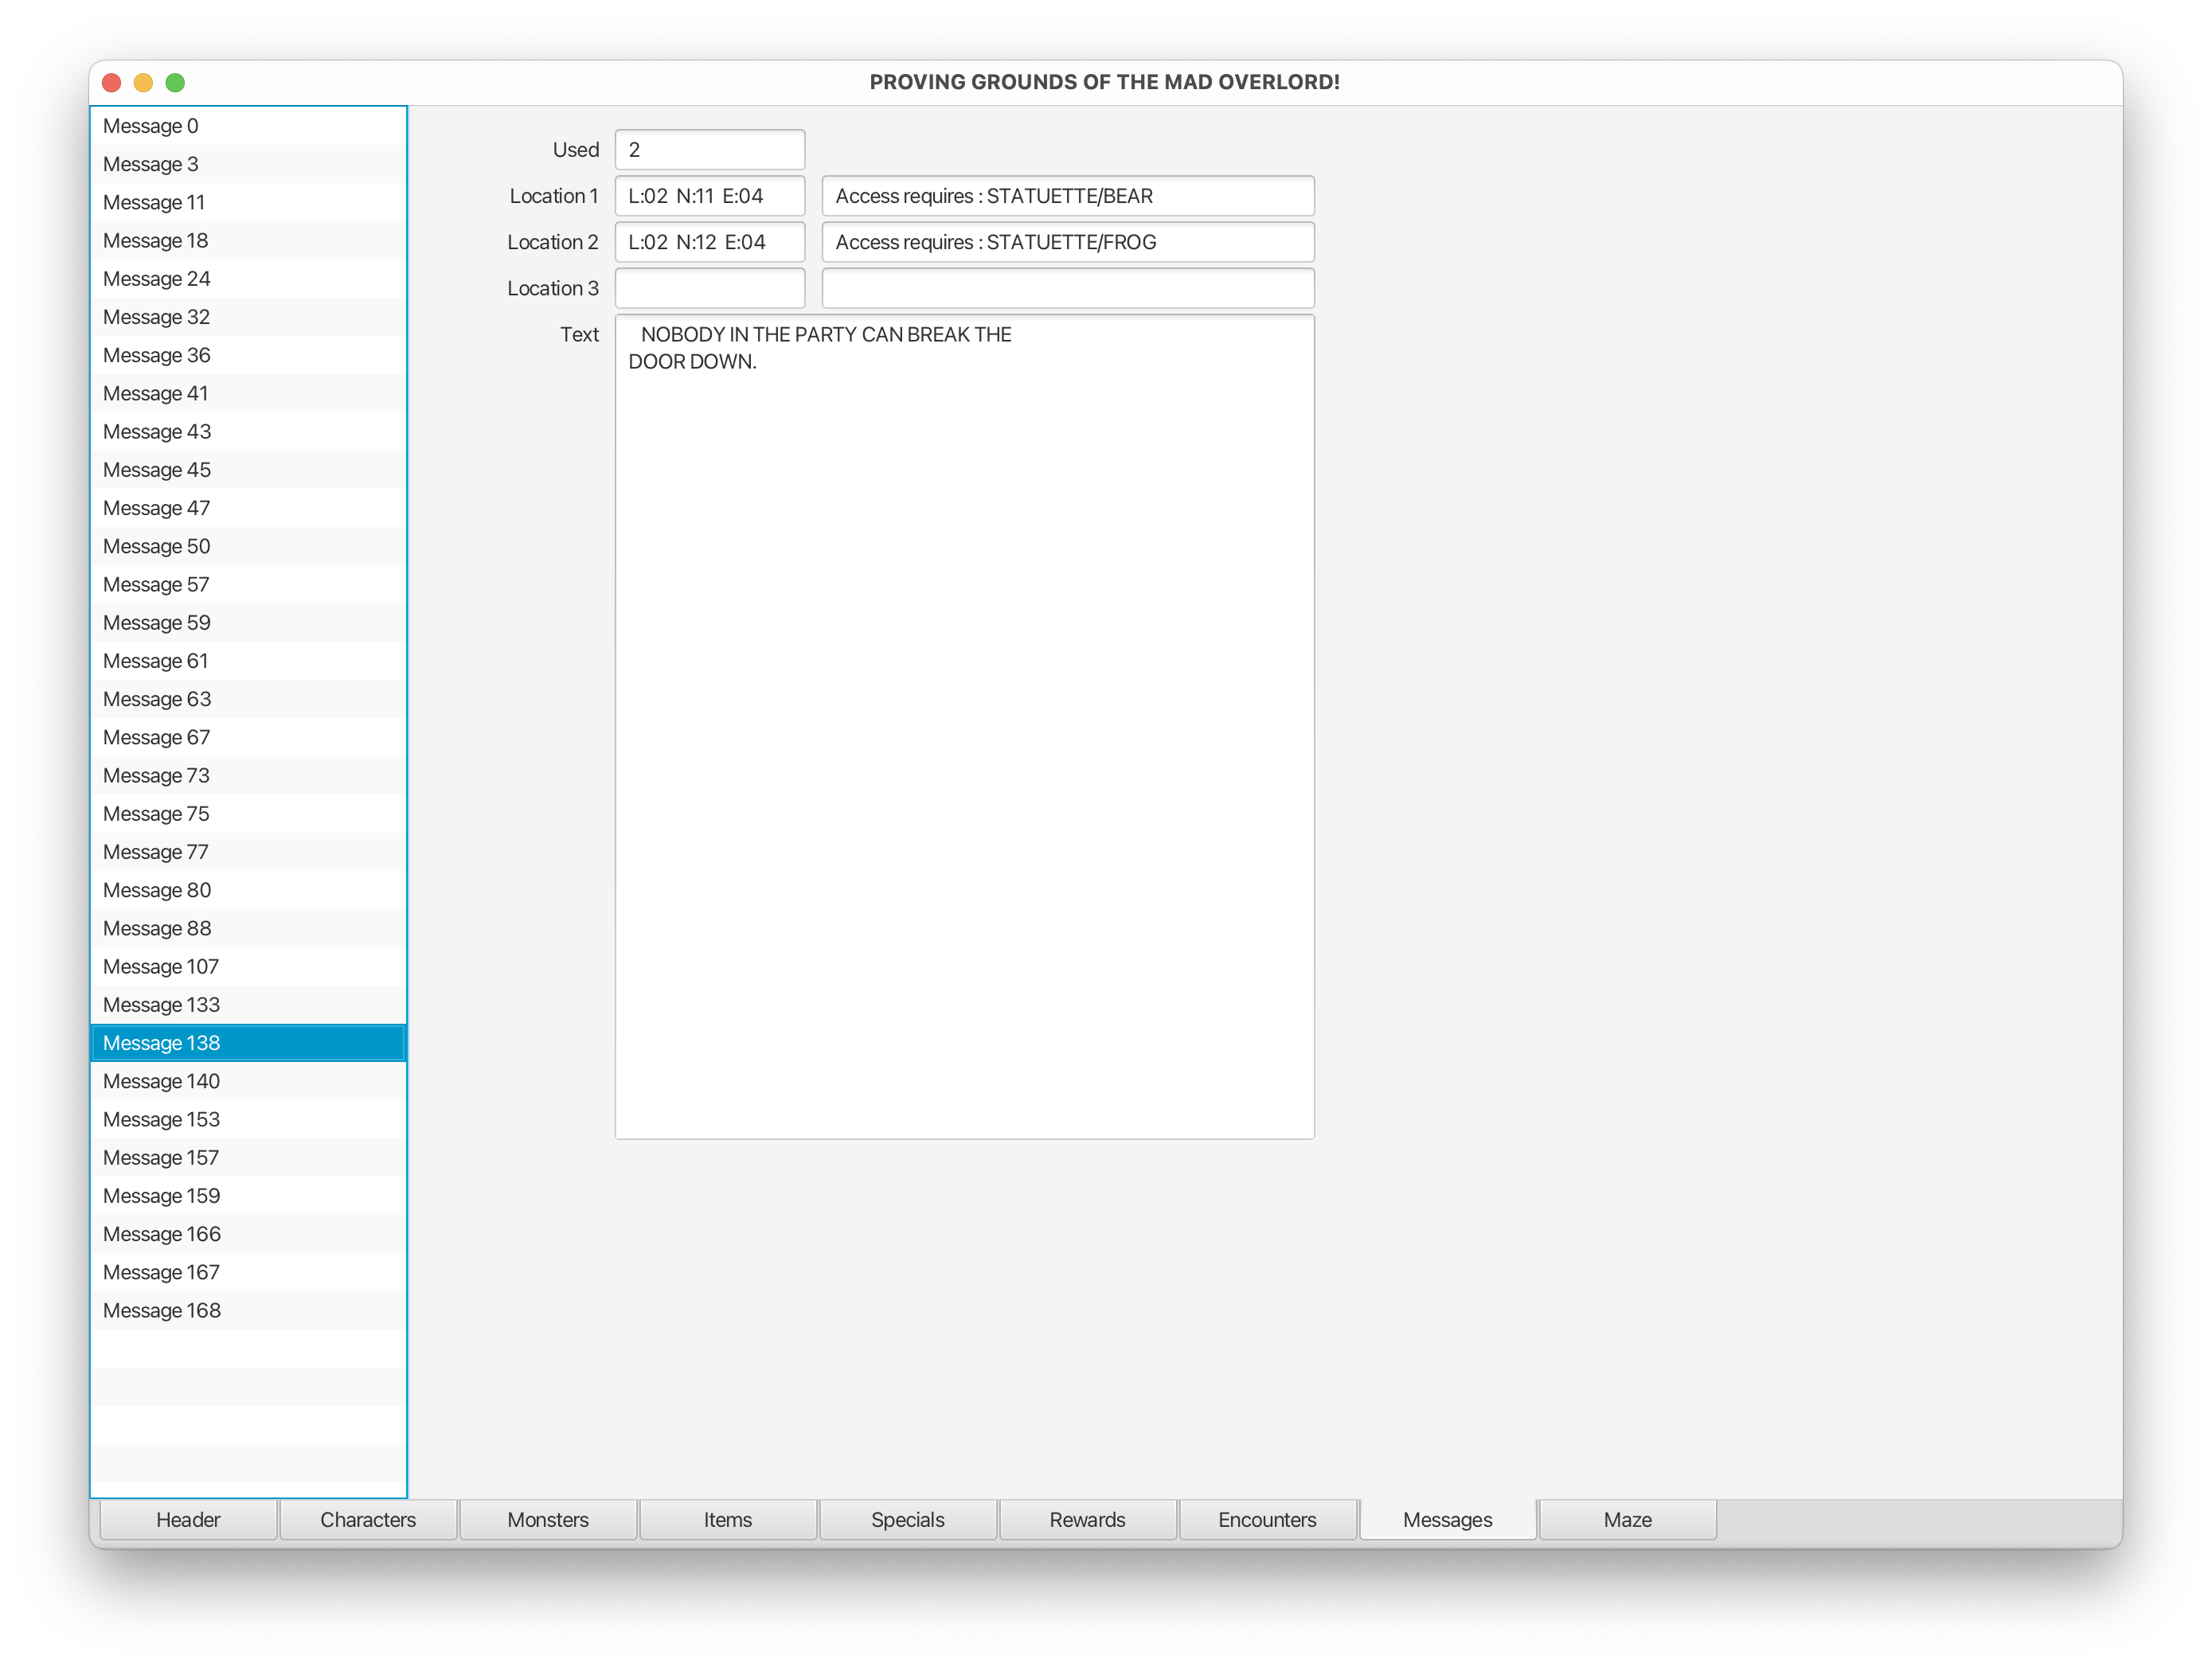 PROVING GROUNDS OF THE MAD OVERLORD!
Message 0
Message 3
Message 11
Message 18
Message 24
Message 32
Message 36
Message 41
Message 43
Message 45
Message 47
Message 50
Message 57
Message 59
Message 61
Message 63
Message 67
Message 73
Message 75
Message 77
Message 80
Message 88
Message 107
Message 133
Message 138
Message 140
Message 153
Message 157
Message 159
Message 166
Message 167
Message 168
Used 2
Location 1 L:02 N:11 E:04 Access requires : STATUETTE/BEAR
Location 2 L:02 N:12 E:04 Access requires : STATUETTE/FROG
Location 3
Text NOBODY IN THE PARTY CAN BREAK THE
DOOR DOWN.
Header Characters Monsters Items Specials Rewards Encounters Messages Maze